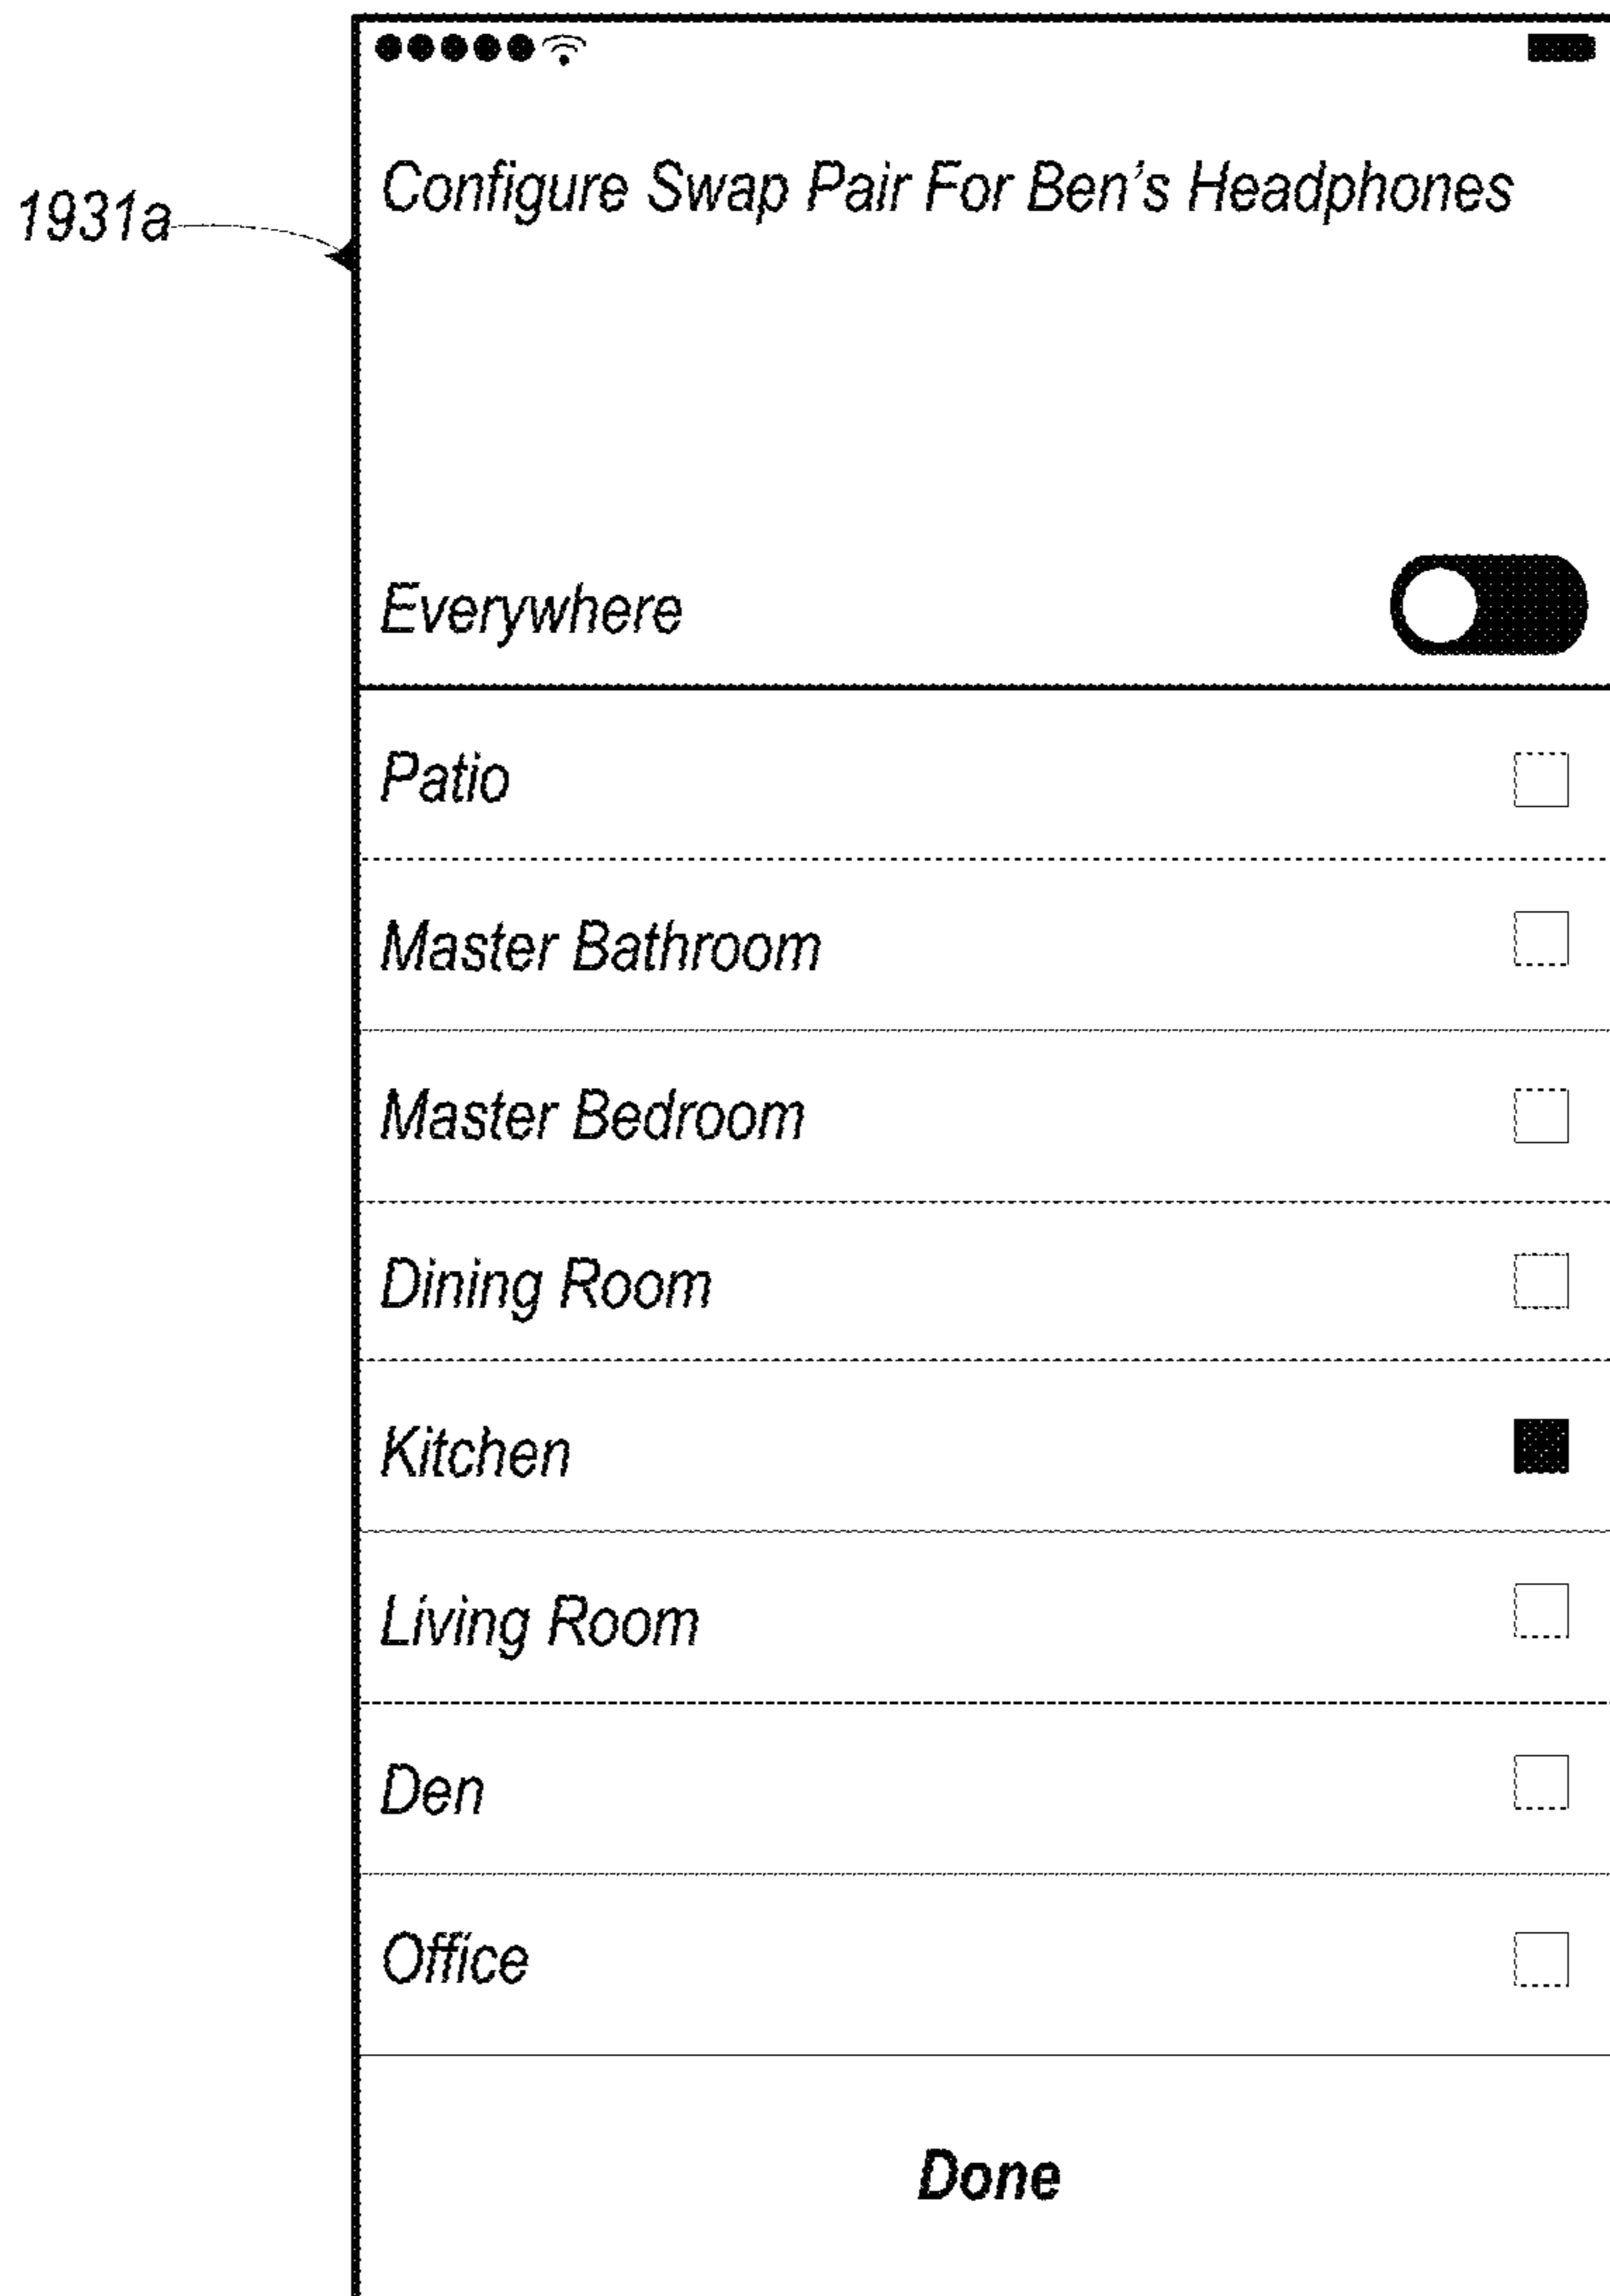 1931a
Configure Swap Pair For Ben's Headphones
Everywhere
Patio
Master Bathroom
Master Bedroom
Dining Room
Kitchen
Living Room
Den
Office
Done